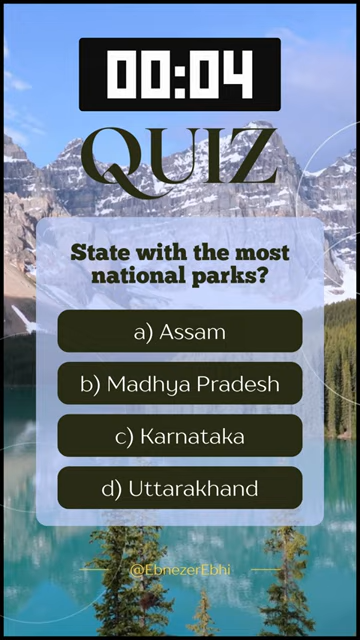 00:04
QUIZ
State with the most
national parks?
a) Assam
b) Madhya Pradesh
c) Karnataka
d) Uttarakhand
@EbnezerEbhi